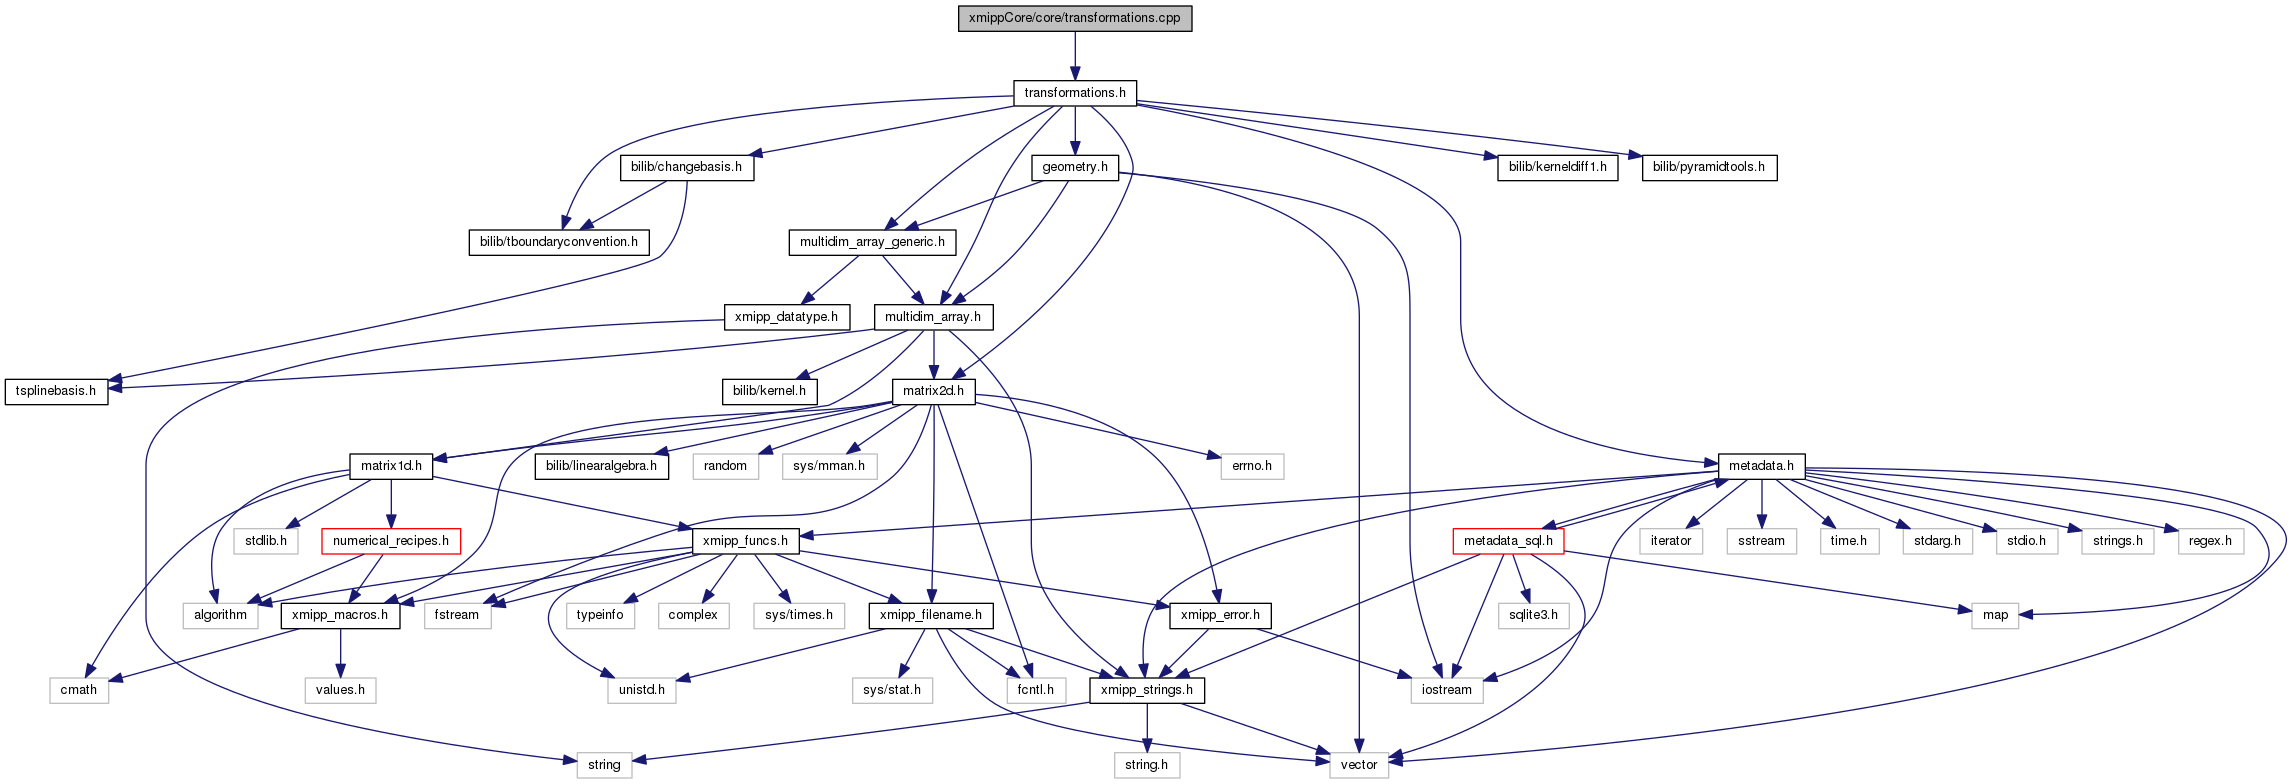 xmippCore/core/transformations.cpp
transformations.h
bilib/changebasis.h
geometry.h
bilib/kerneldiff1.h
bilib/pyramidtools.h
bilib/tboundaryconvention.h
multidim_array_generic.h
xmipp_datatype.h
multidim_array.h
tsplinebasis.h
bilib/kernel.h
matrix2d.h
matrix1d.h
bilib/linearalgebra.h
random
sys/mman.h
errno.h
metadata.h
stdlib.h
numerical_recipes.h
xmipp_funcs.h
metadata_sql.h
iterator
sstream
time.h
stdarg.h
stdio.h
strings.h
regex.h
algorithm
xmipp_macros.h
fstream
typeinfo
complex
sys/times.h
xmipp_filename.h
xmipp_error.h
sqlite3.h
map
cmath
values.h
unistd.h
sys/stat.h
fcntl.h
xmipp_strings.h
iostream
string
string.h
vector